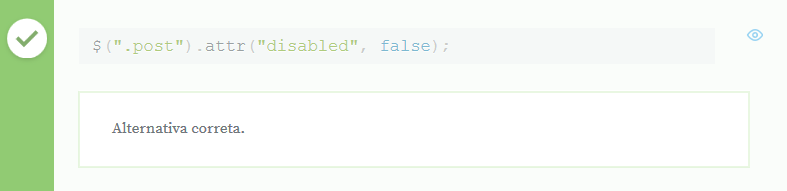 $(".post").attr("disabled", false);
Alternativa correta.